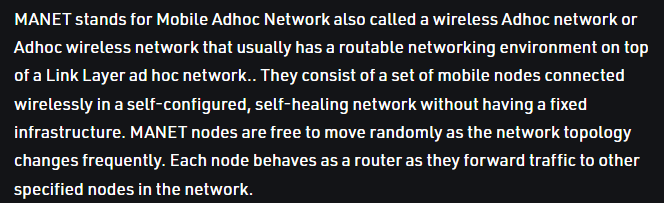 MANET stands for Mobile Adhoc Network also called a wireless Adhoc network or
Adhoc wireless network that usually has a routable networking environment on top
of a Link Layer ad hoc network.. They consist of a set of mobile nodes connected
wirelessly in a self-configured, self-healing network without having a fixed
infrastructure. MANET nodes are free to move randomly as the network topology
changes frequently. Each node behaves as a router as they forward traffic to other
specified nodes in the network.